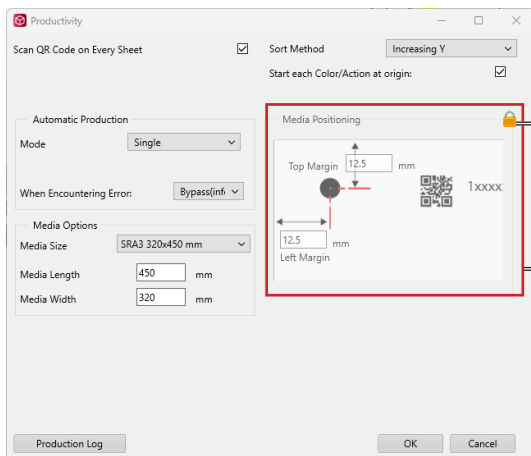 Productivity
Scan QR Code on Every Sheet
Sort Method
Increasing Y
Start each Color/Action at origin:
Automatic Production
Mode
Single
When Encountering Error:
Bypass(inf
Media Options
Media Size
SRA3 320x450 mm
Media Length
450
mm
Media Width
320
mm
Media Positioning
Top Margin
12.5
mm
1xxxx
12.5
mm
Left Margin
Production Log
OK
Cancel